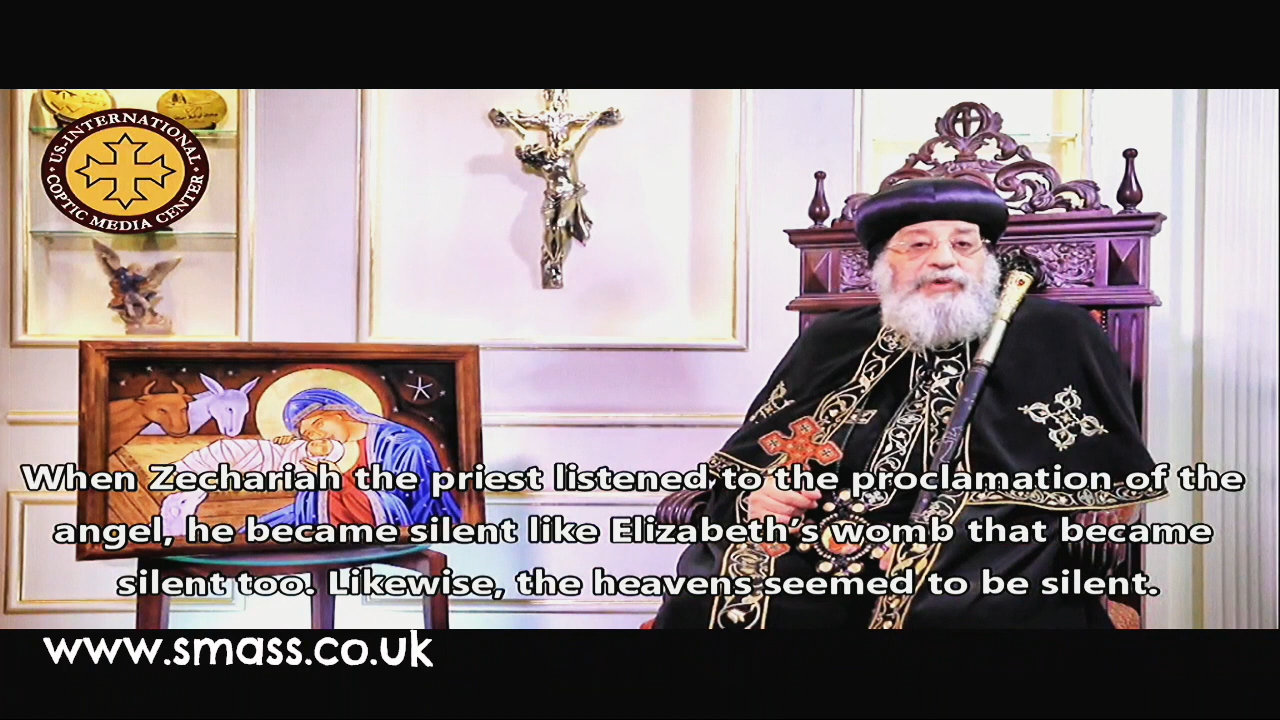 US-INTERNATIONAL
COPTIC MEDIA CENTER
When Zechariah the priest listened to the proclamation of the
angel, he became silent like Elizabeth’s womb that became
silent too. Likewise, the heavens seemed to be silent.
www.smass.co.uk